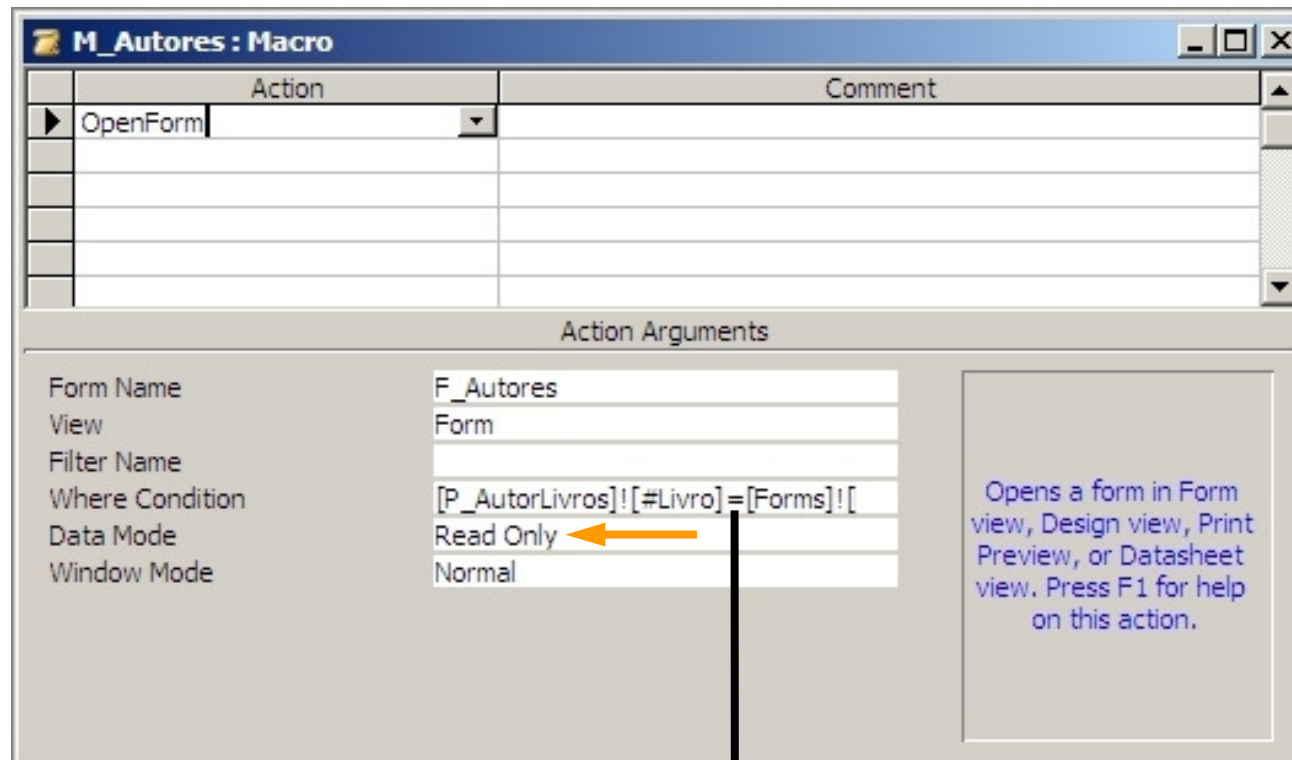 M_Autores : Macro
Action Comment
OpenForm
Action Arguments
Form Name F_Autores
View Form
Filter Name
Where Condition [P_AutorLivros]![#Livro]=[Forms]![
Data Mode Read Only
Window Mode Normal
Opens a form in Form
view, Design view, Print
Preview, or Datasheet
view. Press F1 for help
on this action.